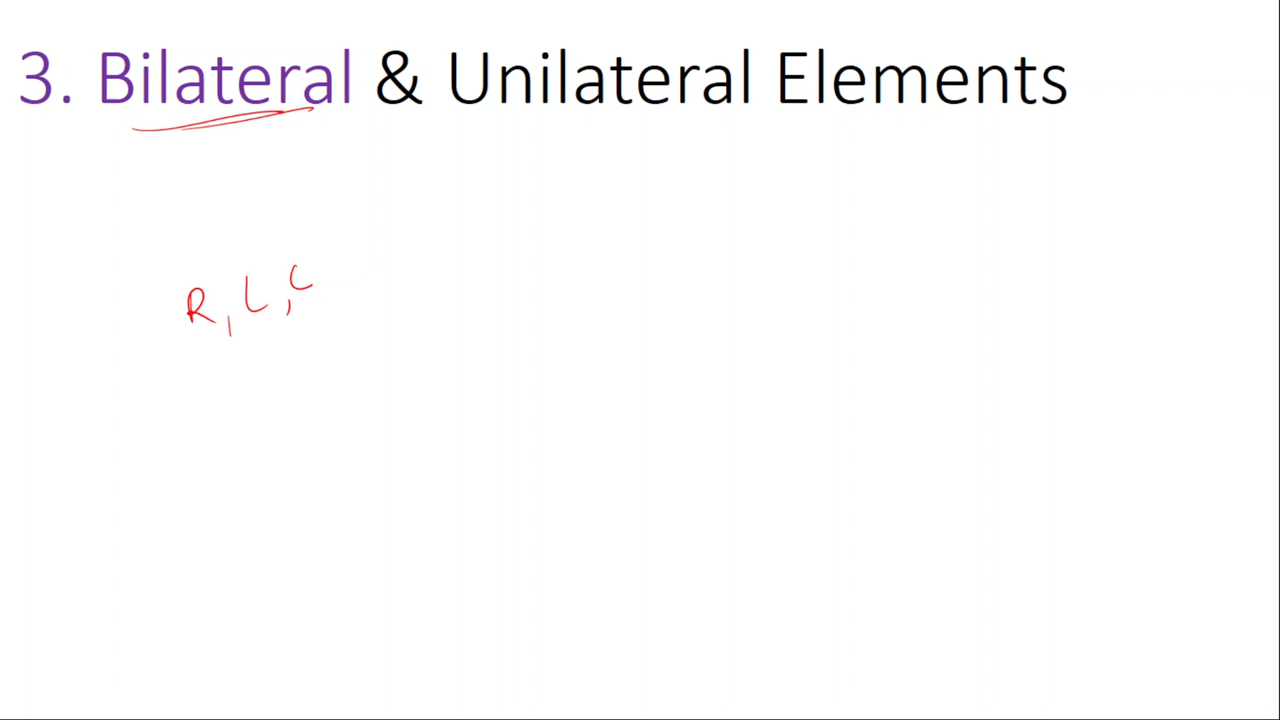 3. Bilateral & Unilateral Elements
R, L, C